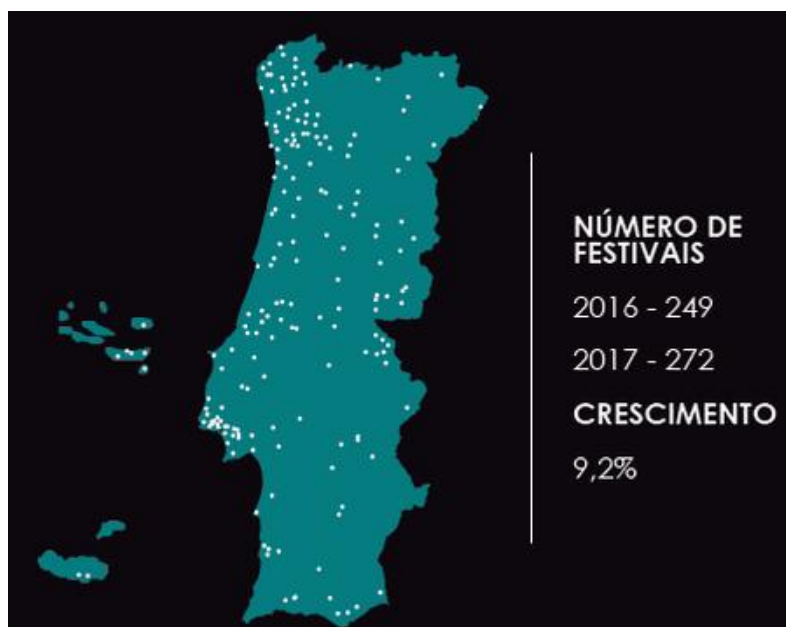 NÚMERO DE
FESTIVAIS
2016 - 249
2017 - 272
CRESCIMENTO
9,2%